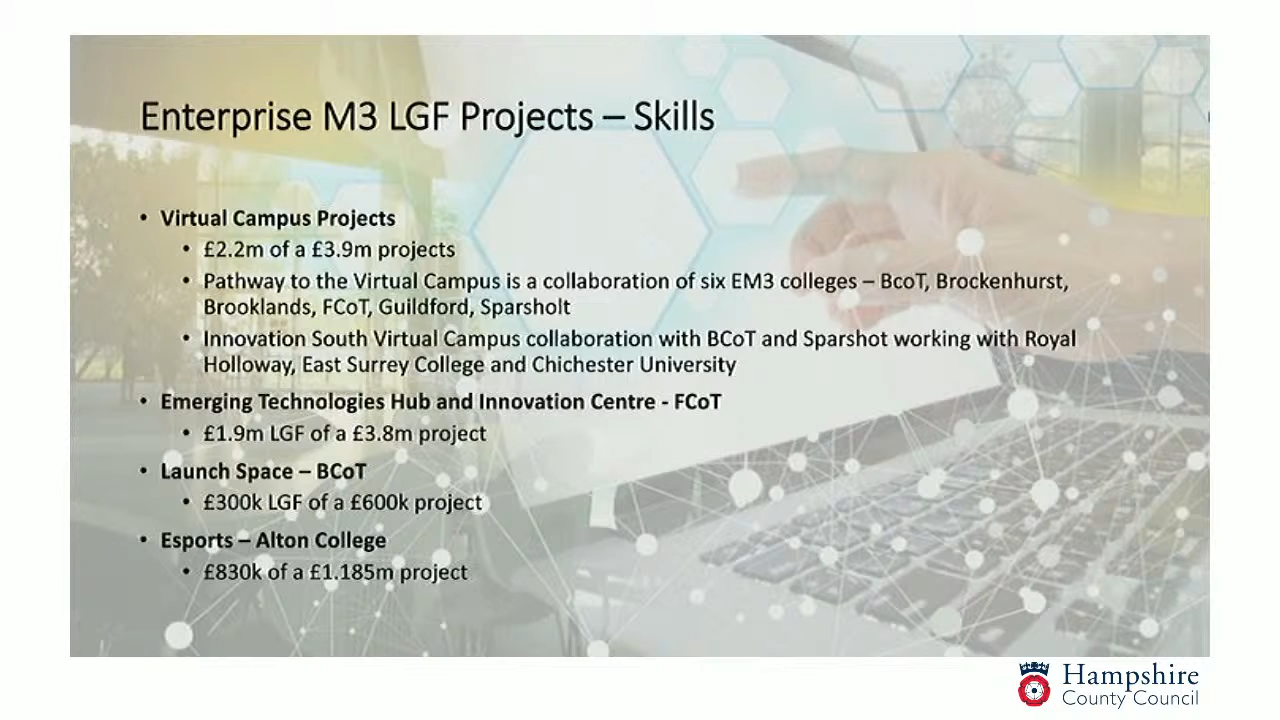 Enterprise M3 LGF Projects – Skills
• Virtual Campus Projects
• £2.2m of a £3.9m projects
• Pathway to the Virtual Campus is a collaboration of six EM3 colleges – BcoT, Brockenhurst,
Brooklands, FCoT, Guildford, Sparsholt
• Innovation South Virtual Campus collaboration with BCoT and Sparshot working with Royal
Holloway, East Surrey College and Chichester University
• Emerging Technologies Hub and Innovation Centre - FCoT
• £1.9m LGF of a £3.8m project
• Launch Space – BCoT
• £300k LGF of a £600k project
• Esports – Alton College
• £830k of a £1.185m project
Hampshire
County Council